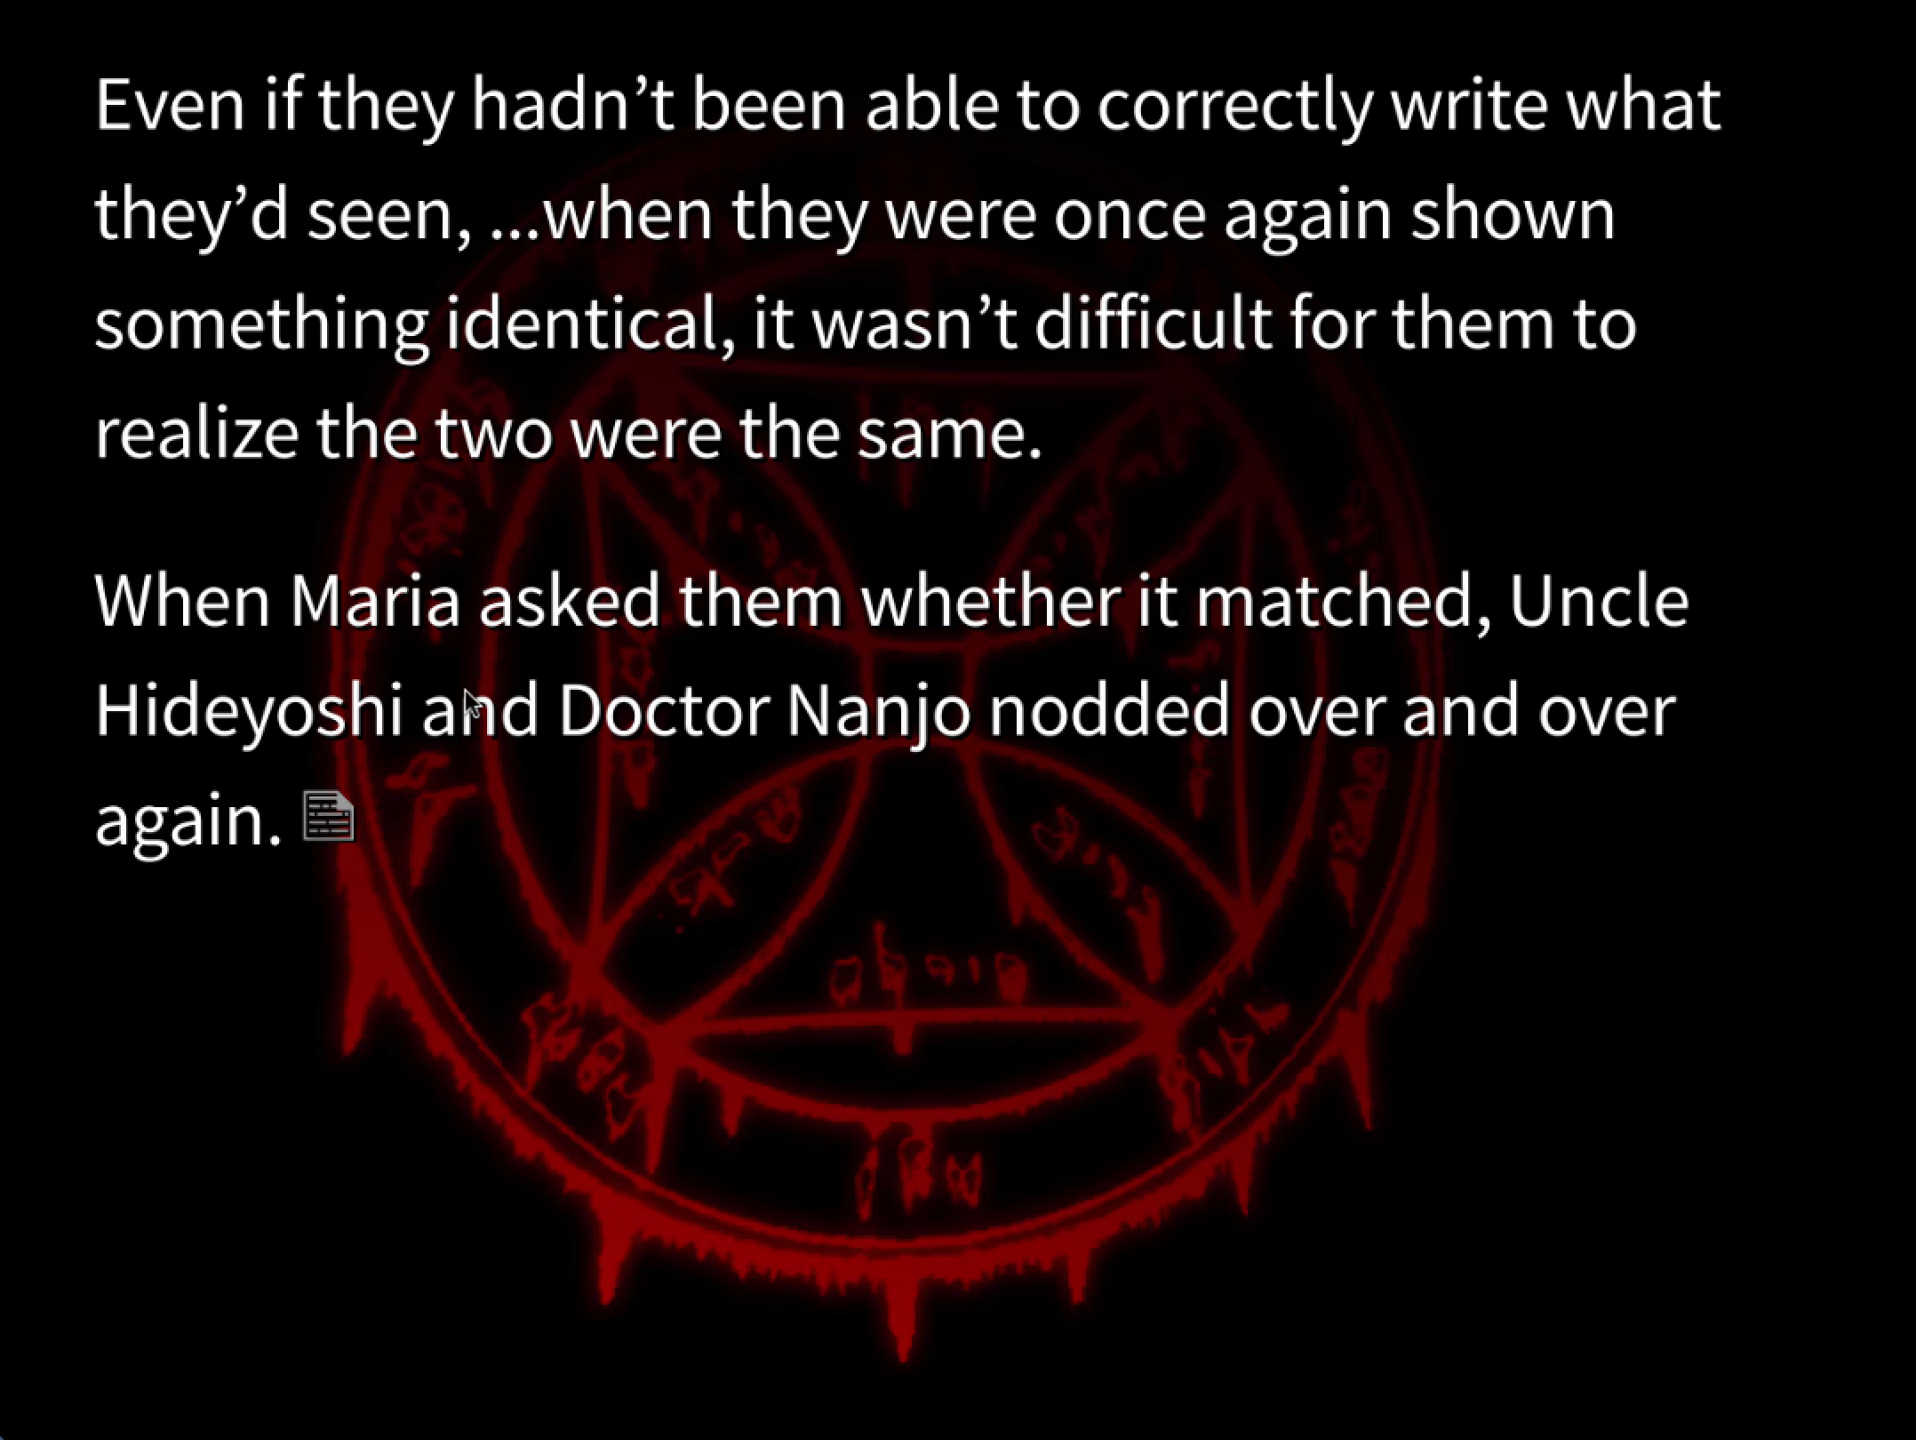 Even if they hadn’t been able to correctly write what
they’d seen, ...when they were once again shown
something identical, it wasn’t difficult for them to
realize the two were the same.
When Maria asked them whether it matched, Uncle
Hideyoshi and Doctor Nanjo nodded over and over
again.